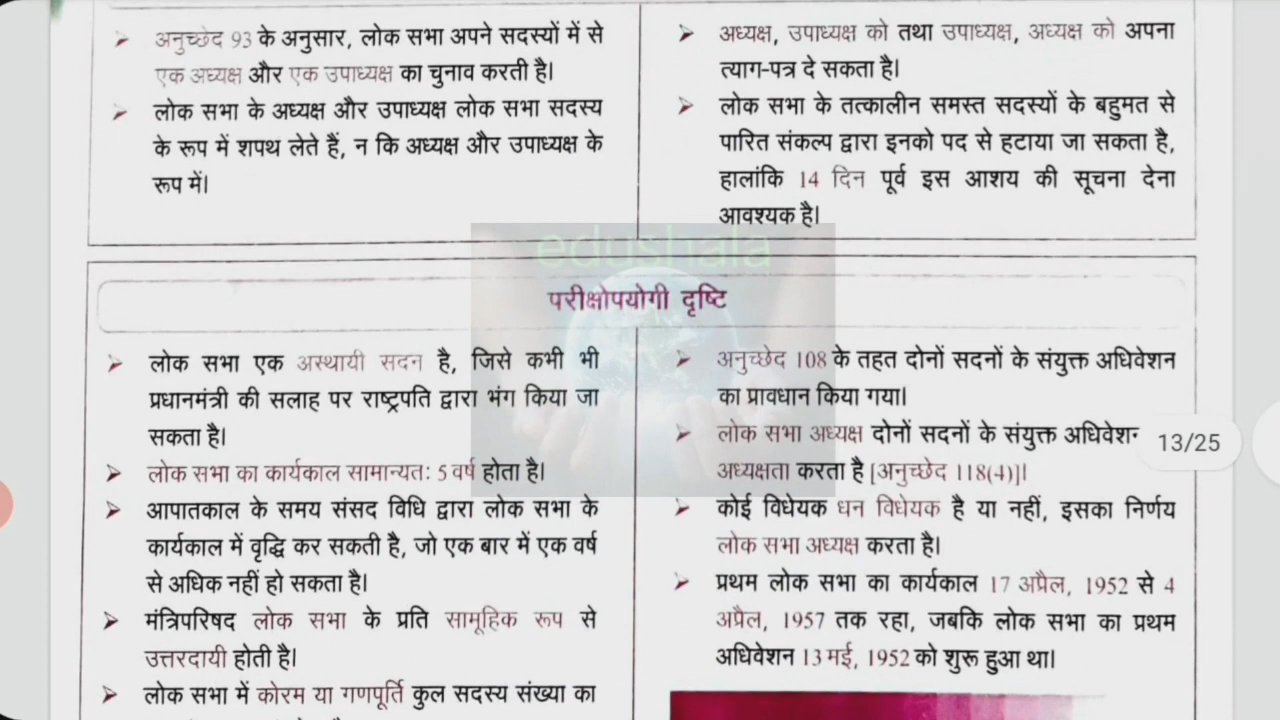 अनुच्छेद 93 के अनुसार, लोक सभा अपने सदस्यों में से
एक अध्यक्ष और एक उपाध्यक्ष का चुनाव करती है।
लोक सभा के अध्यक्ष और उपाध्यक्ष लोक सभा सदस्य
के रूप में शपथ लेते हैं, न कि अध्यक्ष और उपाध्यक्ष के
रूप में।
अध्यक्ष, उपाध्यक्ष को तथा उपाध्यक्ष, अध्यक्ष को अपना
त्याग-पत्र दे सकता है।
लोक सभा के तत्कालीन समस्त सदस्यों के बहुमत से
पारित संकल्प द्वारा इनको पद से हटाया जा सकता है,
हालांकि 14 दिन पूर्व इस आशय की सूचना देना
आवश्यक है।
edushala
परीक्षोपयोगी दृष्टि
लोक सभा एक अस्थायी सदन है, जिसे कभी भी
प्रधानमंत्री की सलाह पर राष्ट्रपति द्वारा भंग किया जा
सकता है।
लोक सभा का कार्यकाल सामान्यतः 5 वर्ष होता है।
आपातकाल के समय संसद विधि द्वारा लोक सभा के
कार्यकाल में वृद्धि कर सकती है, जो एक बार में एक वर्ष
से अधिक नहीं हो सकता है।
मंत्रिपरिषद लोक सभा के प्रति सामूहिक रूप से
उत्तरदायी होती है।
लोक सभा में कोरम या गणपूर्ति कुल सदस्य संख्या का
अनुच्छेद 108 के तहत दोनों सदनों के संयुक्त अधिवेशन
का प्रावधान किया गया।
लोक सभा अध्यक्ष दोनों सदनों के संयुक्त अधिवेशन
अध्यक्षता करता है [अनुच्छेद 118(4)]।
कोई विधेयक धन विधेयक है या नहीं, इसका निर्णय
लोक सभा अध्यक्ष करता है।
प्रथम लोक सभा का कार्यकाल 17 अप्रैल, 1952 से 4
अप्रैल, 1957 तक रहा, जबकि लोक सभा का प्रथम
अधिवेशन 13 मई, 1952 को शुरू हुआ था।
13/25